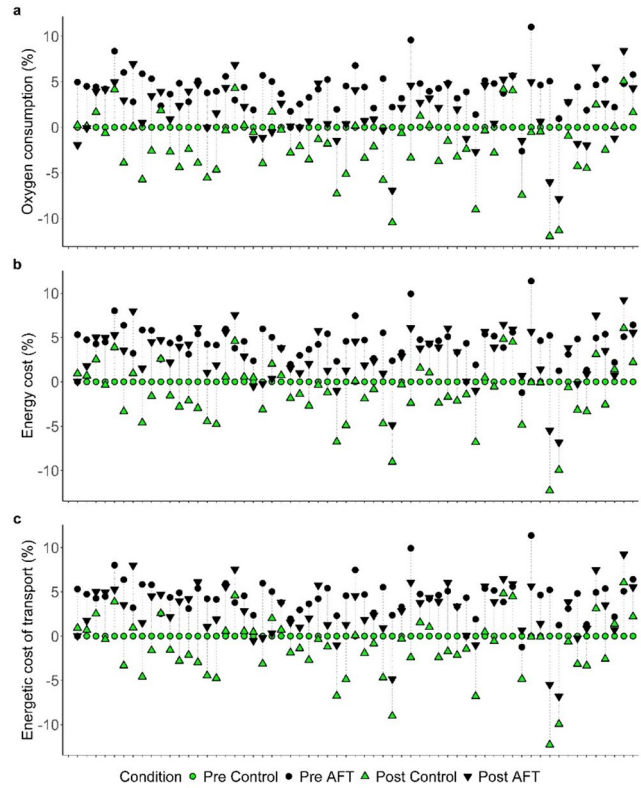 a
Oxygen consumption (%)
10
5
0
-5
-10
b
Energy cost (%)
10
5
0
-5
-10
c
Energetic cost of transport (%)
10
5
0
-5
-10
Condition Pre Control Pre AFT Post Control Post AFT